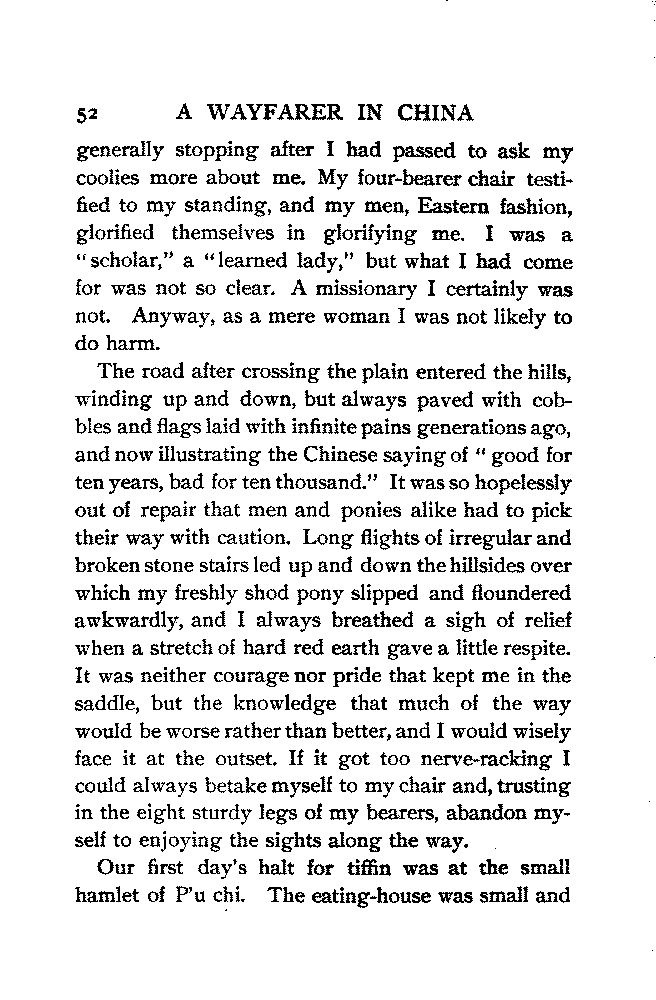 52 A WAYFARER IN CHINA
generally stopping after I had passed to ask my
coolies more about me. My four-bearer chair testi-
fied to my standing, and my men, Eastern fashion,
glorified themselves in glorifying me. I was a
"scholar," a "learned lady," but what I had come
for was not so clear. A missionary I certainly was
not. Anyway, as a mere woman I was not likely to
do harm.
The road after crossing the plain entered the hills,
winding up and down, but always paved with cob-
bles and flags laid with infinite pains generations ago,
and now illustrating the Chinese saying of " good for
ten years, bad for ten thousand." It was so hopelessly
out of repair that men and ponies alike had to pick
their way with caution. Long flights of irregular and
broken stone stairs led up and down the hillsides over
which my freshly shod pony slipped and floundered
awkwardly, and I always breathed a sigh of relief
when a stretch of hard red earth gave a little respite.
It was neither courage nor pride that kept me in the
saddle, but the knowledge that much of the way
would be worse rather than better, and I would wisely
face it at the outset. If it got too nerve-racking I
could always betake myself to my chair and, trusting
in the eight sturdy legs of my bearers, abandon my-
self to enjoying the sights along the way.
Our first day's halt for tiffin was at the small
hamlet of P'u chi. The eating-house was small and